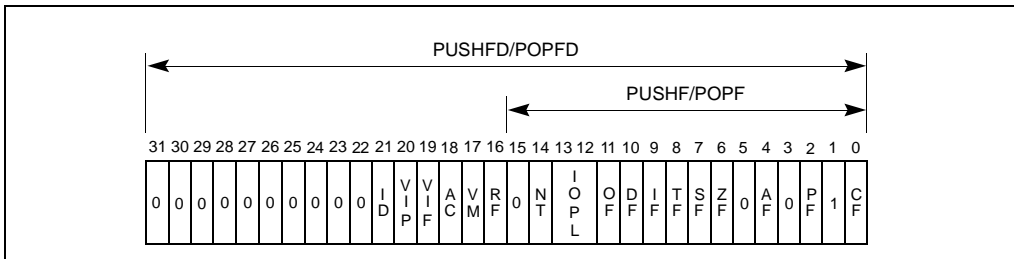 PUSHFD/POPFD
PUSHF/POPF
31 30 29 28 27 26 25 24 23 22 21 20 19 18 17 16 15 14 13 12 11 10 9 8 7 6 5 4 3 2 1 0
0 0 0 0 0 0 0 0 0 0 ID VIP VIF AC VM RF 0 NT IOPL OF DF IF TF SF ZF 0 AF 0 PF 1 CF